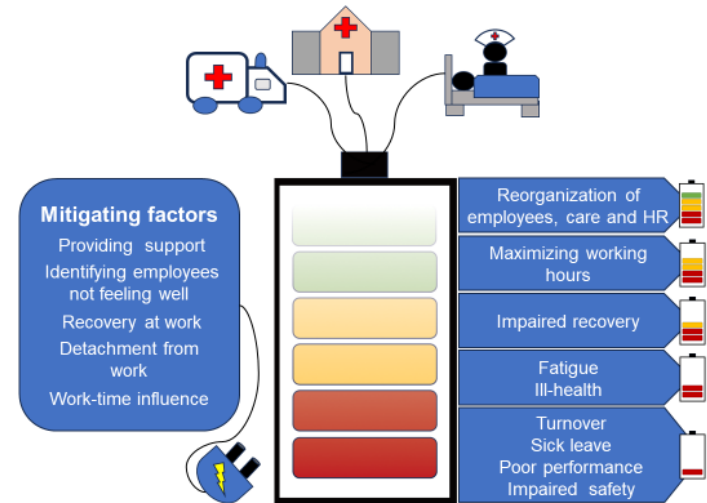 Mitigating factors
Providing support
Identifying employees
not feeling well
Recovery at work
Detachment from
work
Work-time influence
Reorganization of
employees, care and HR
Maximizing working
hours
Impaired recovery
Fatigue
Ill-health
Turnover
Sick leave
Poor performance
Impaired safety